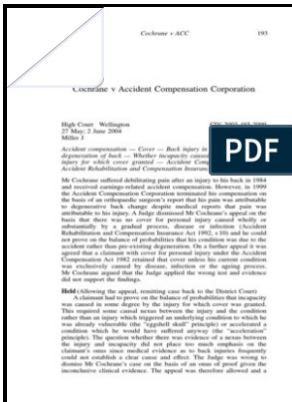 Cochrane v ACC 193
Cochrane v Accident Compensation Corporation
High Court Wellington
27 May; 2 June 2004
Miller J
PDF
Accident compensation — Cover — Back injury in
degeneration of back — Whether incapacity caused
injury for which cover granted — Accident
Accident Rehabilitation and Compensation Insurance
Mr Cochrane suffered debilitating pain after an injury to his back in 1984
and received earnings-related accident compensation. However, in 1999
the Accident Compensation Corporation terminated his compensation on
the basis of an orthopaedic surgeon's report that his pain was attributable
to degenerative back change despite medical reports that pain was
attributable to his injury. A Judge dismissed Mr Cochrane's appeal on the
basis that there was no cover for personal injury caused wholly or
substantially by a gradual process, disease or infection (Accident
Rehabilitation and Compensation Insurance Act 1992, s 10) and he could
not prove on the balance of probabilities that his condition was due to the
accident rather than pre-existing degeneration. On a further appeal it was
agreed that a claimant with cover for personal injury under the Accident
Compensation Act 1982 retained that cover unless his current condition
was exclusively caused by disease, infection or the ageing process.
Mr Cochrane argued that the Judge applied the wrong test and evidence
did not support the findings.
Held (Allowing the appeal, remitting case back to the District Court)
A claimant had to prove on the balance of probabilities that incapacity
was caused in some degree by the injury for which cover was granted.
This required some causal nexus between the injury and the condition
rather than an injury which triggered an underlying condition to which he
was already vulnerable (the "eggshell skull" principle) or accelerated a
condition which he would have suffered anyway (the "acceleration"
principle). The question whether there was evidence of a nexus between
the injury and incapacity did not place too much emphasis on the
claimant's onus since medical evidence as to back injuries frequently
could not establish a clear cause and effect. The Judge was wrong to
dismiss Mr Cochrane's case on the basis of an onus of proof given the
inconclusive clinical evidence. The appeal was therefore allowed and a